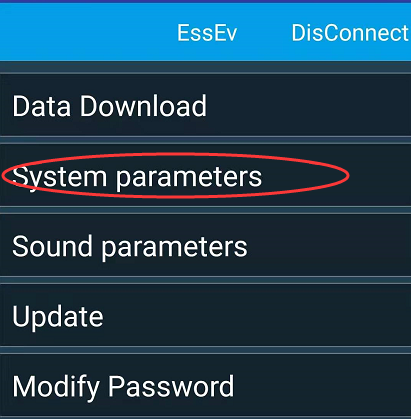 EssEv DisConnect
Data Download
System parameters
Sound parameters
Update
Modify Password